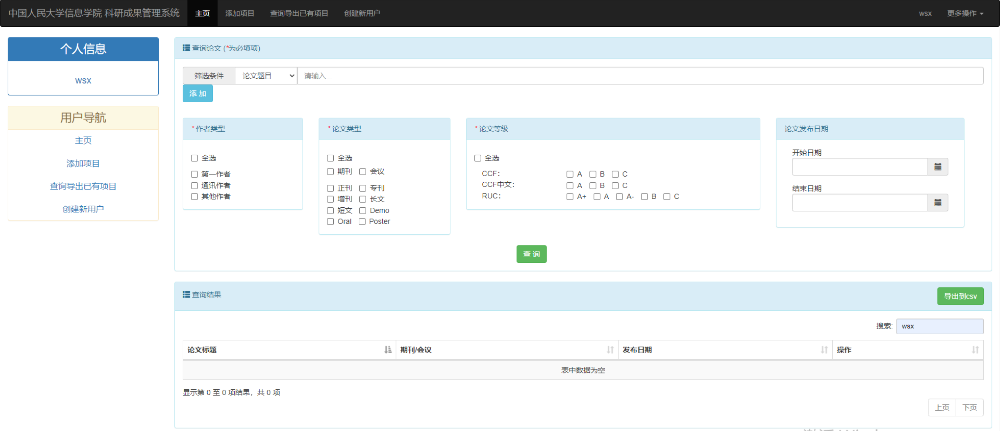 中国人民大学信息学院 科研成果管理系统 主页 添加项目 查询导出已有项目 创建新用户 wsx 更多操作
个人信息
wsx
用户导航
主页
添加项目
查询导出已有项目
创建新用户
查询论文 (*为必填项)
筛选条件 论文题目 请输入...
添 加
* 作者类型
全选
第一作者
通讯作者
其他作者
* 论文类型
全选
期刊 会议
正刊 专刊
增刊 长文
短文 Demo
Oral Poster
* 论文等级
全选
CCF: A B C
CCF中文: A B C
RUC: A+ A A- B C
论文发布日期
开始日期
结束日期
查 询
查询结果 导出到csv
搜索: wsx
论文标题 期刊/会议 发布日期 操作
表中数据为空
显示第 0 至 0 项结果，共 0 项
上页 下页